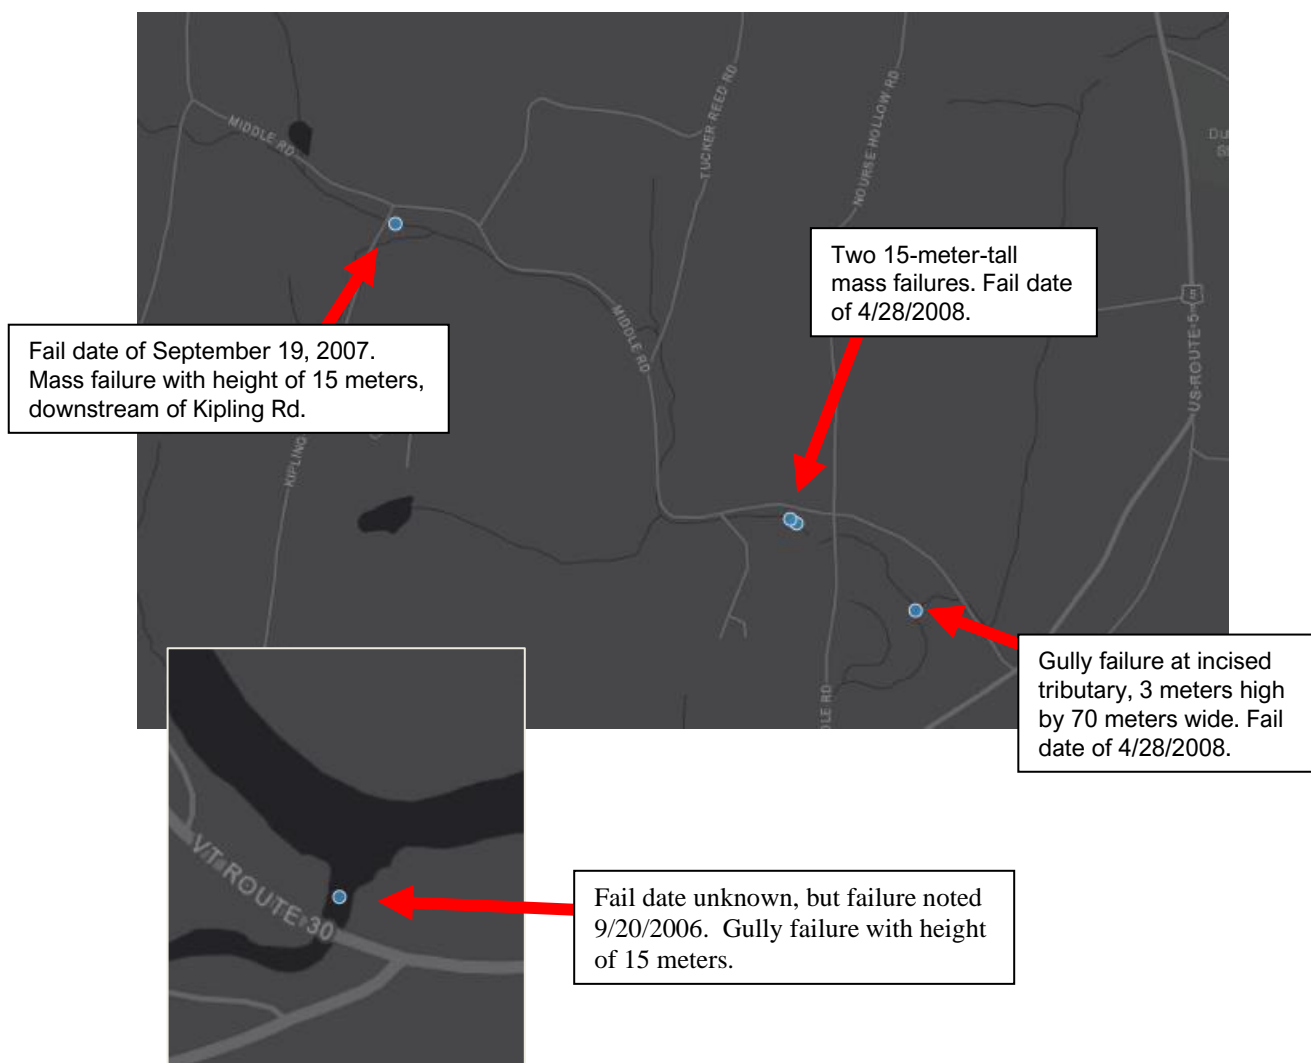 MIDDLE RD
TUCKER REED RD
NOURSE HOLLOW RD
Du
Two 15-meter-tall
mass failures. Fail date
of 4/28/2008.
US-ROUTE-5
Fail date of September 19, 2007.
Mass failure with height of 15 meters,
downstream of Kipling Rd.
MIDDLE RD
KIPLING
Gully failure at incised
tributary, 3 meters high
by 70 meters wide. Fail
date of 4/28/2008.
LE RD
VT ROUTE 30
Fail date unknown, but failure noted
9/20/2006.  Gully failure with height
of 15 meters.